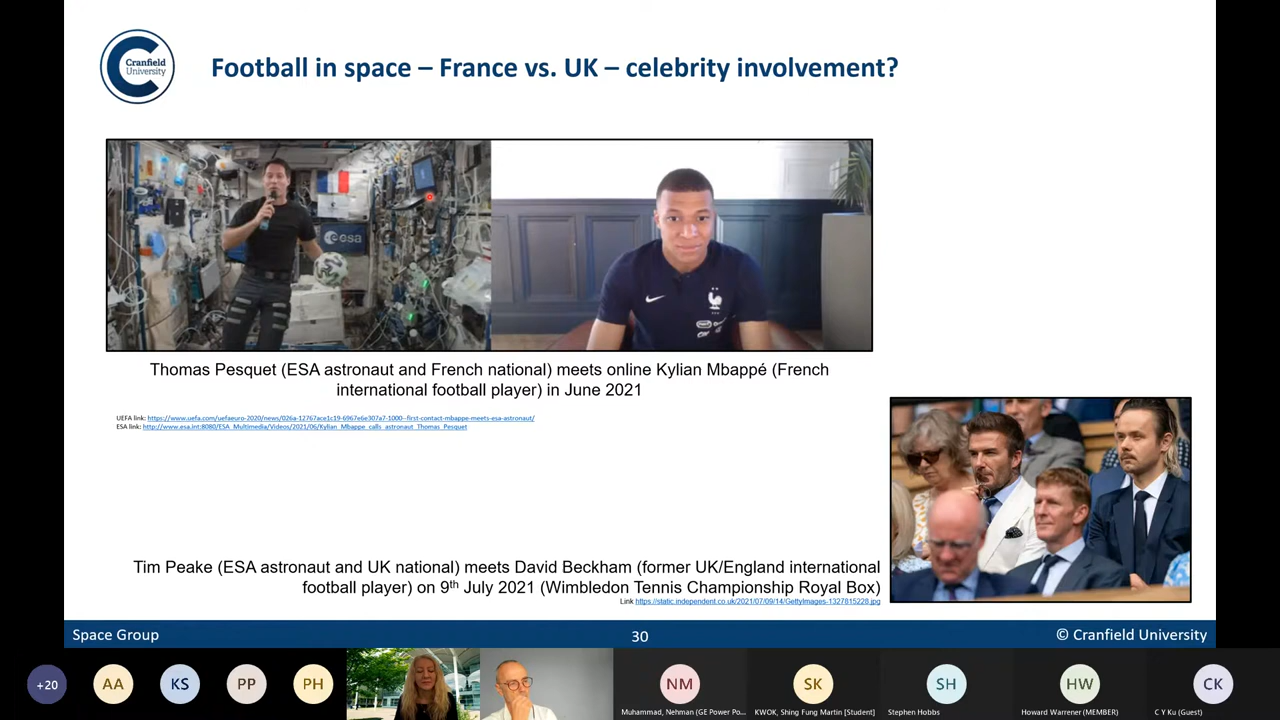 Cranfield
University
Football in space – France vs. UK – celebrity involvement?
esa
Thomas Pesquet (ESA astronaut and French national) meets online Kylian Mbappé (French
international football player) in June 2021
UEFA link: https://www.uefa.com/uefaeuro-2020/news/026a-12767ace1c19-6967e6e307a7-1000--first-contact-mbappe-meets-esa-astronaut/
ESA link: http://www.esa.int:8080/ESA_Multimedia/Videos/2021/06/Kylian_Mbappe_calls_astronaut_Thomas_Pesquet
Tim Peake (ESA astronaut and UK national) meets David Beckham (former UK/England international
football player) on 9th July 2021 (Wimbledon Tennis Championship Royal Box)
Link https://static.independent.co.uk/2021/07/09/14/GettyImages-1327815228.jpg
Space Group
30
© Cranfield University
+20
AA
KS
PP
PH
NM
SK
SH
HW
CK
Muhammad, Nehman (GE Power Po...
KWOK, Shing Fung Martin [Student]
Stephen Hobbs
Howard Warrener (MEMBER)
C Y Ku (Guest)